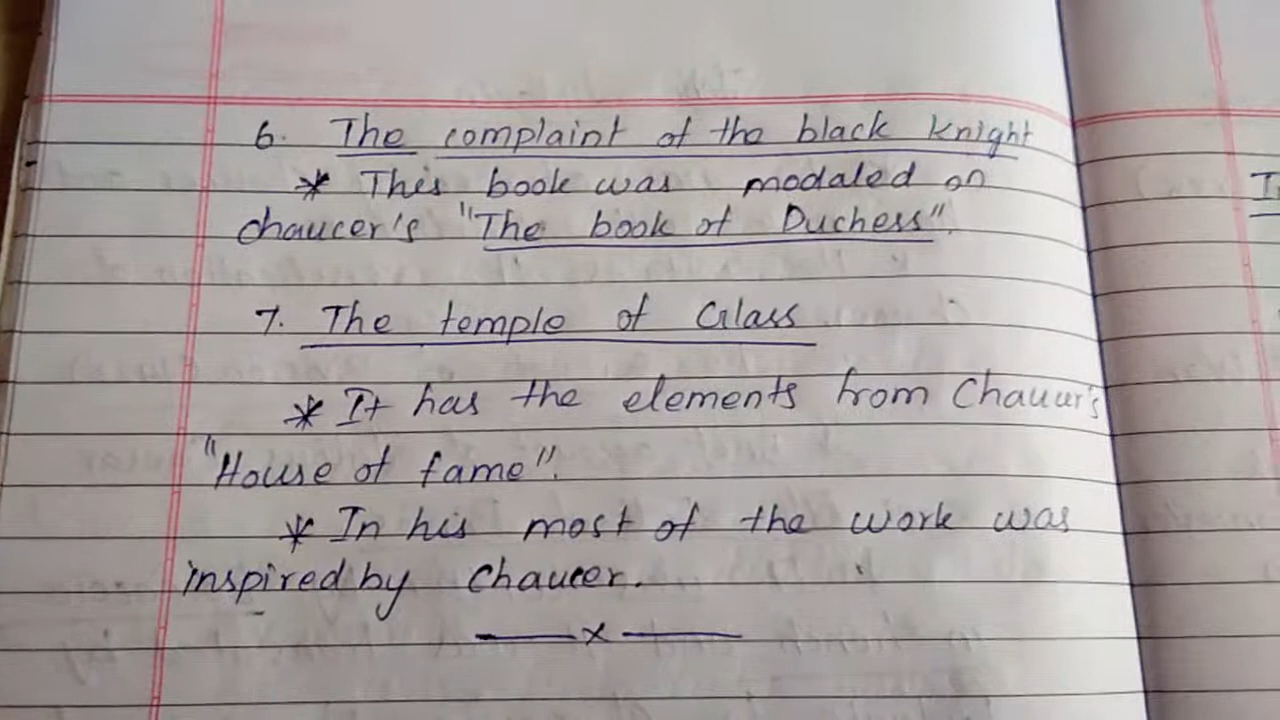 6. The complaint of the black Knight
* This book was modaled on
chaucer's "The book of Duchess".
7. The temple of Glass
* It has the elements from Chauur's
"House of fame".
* In his most of the work was
inspired by Chaucer.
x